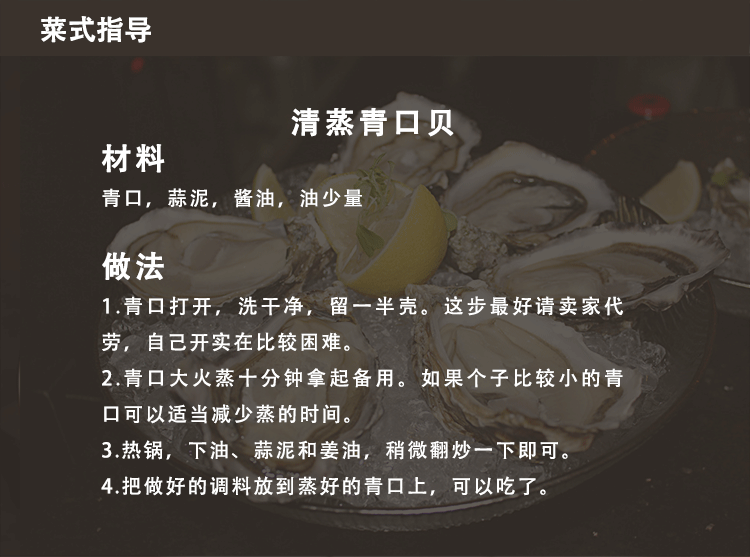 菜式指导
清蒸青口贝
材料
青口，蒜泥，酱油，油少量
做法
1.青口打开，洗干净，留一半壳。这步最好请卖家代
劳，自己开实在比较困难。
2.青口大火蒸十分钟拿起备用。如果个子比较小的青
口可以适当减少蒸的时间。
3.热锅，下油、蒜泥和姜油，稍微翻炒一下即可。
4.把做好的调料放到蒸好的青口上，可以吃了。